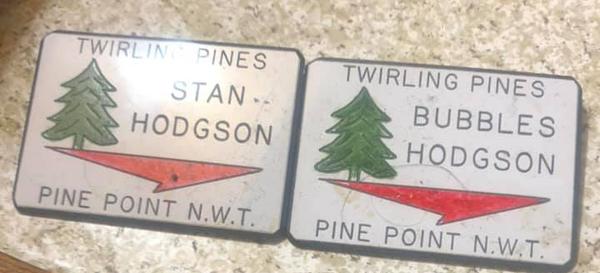 TWIRLING PINES
STAN
HODGSON
PINE POINT N.W.T.
TWIRLING PINES
BUBBLES
HODGSON
PINE POINT N.W.T.